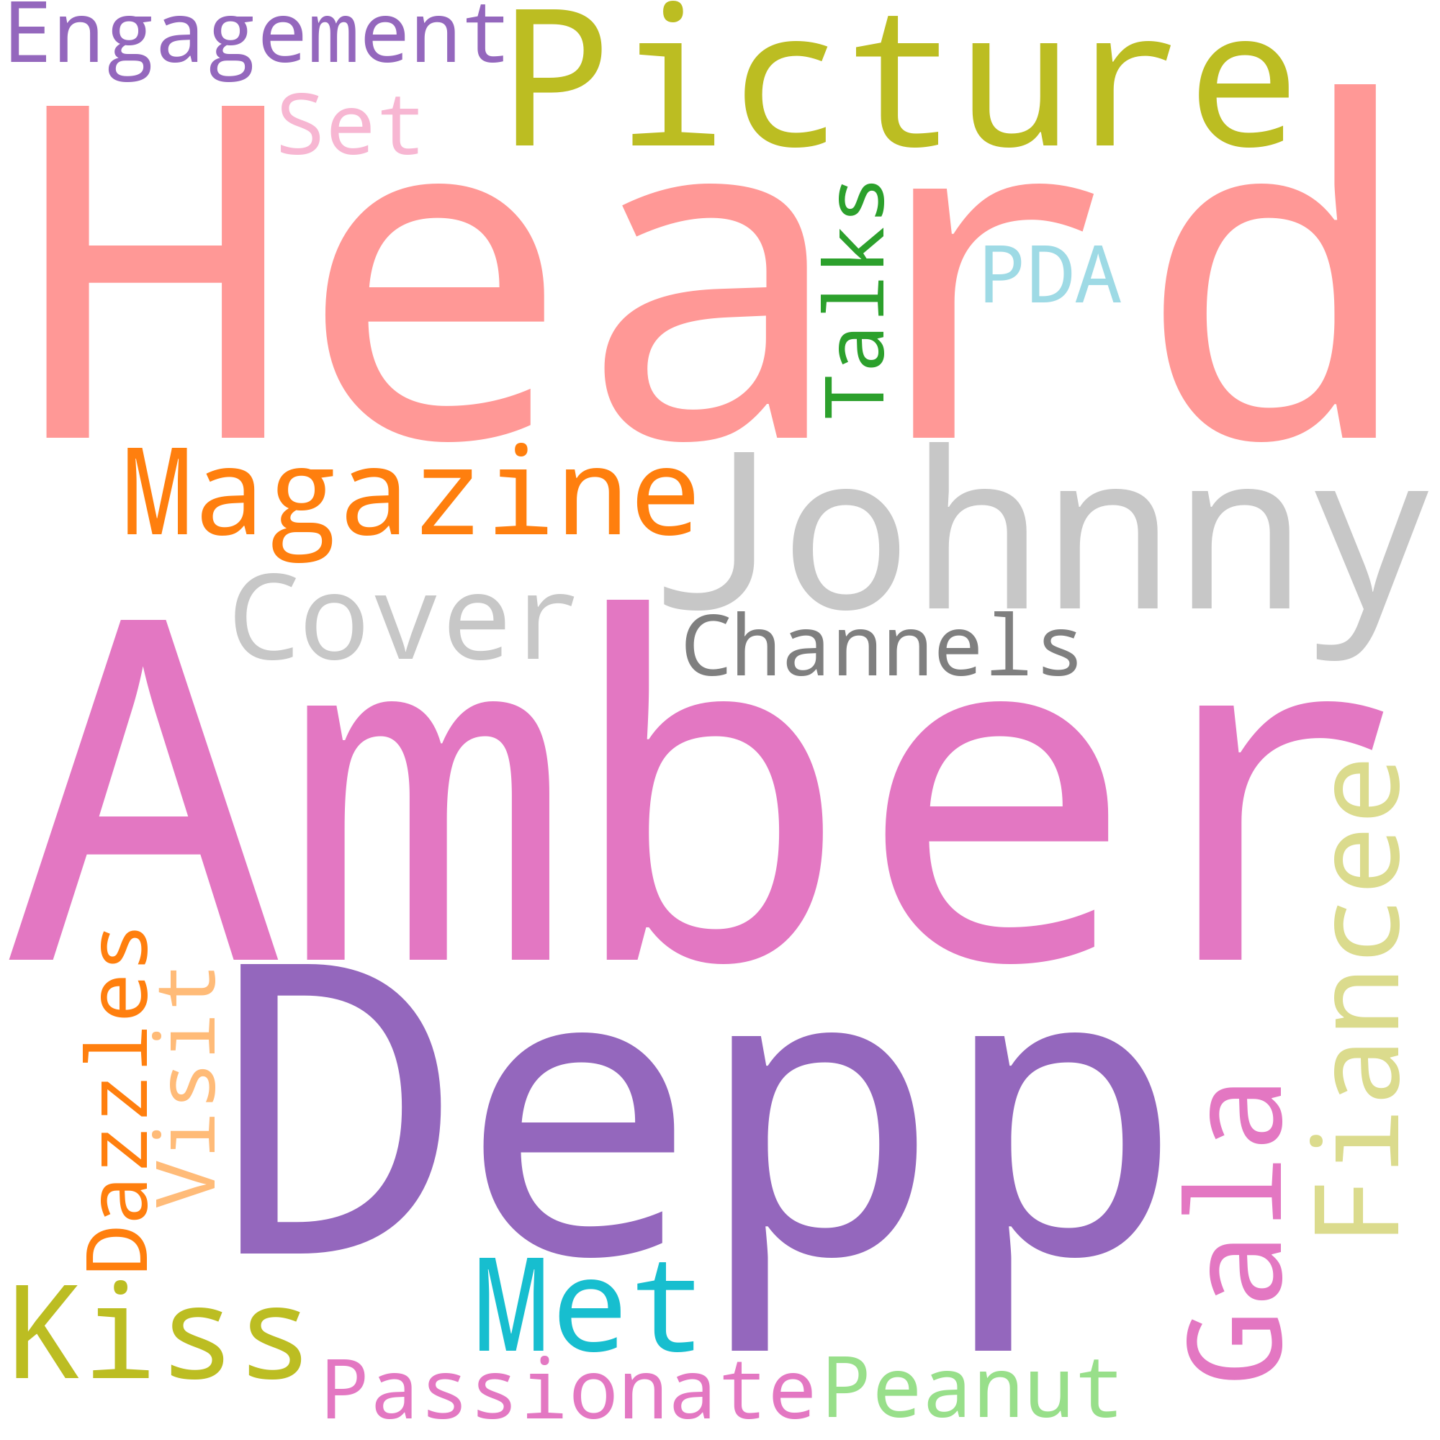 Engagement
Picture
Set
Heard
Talks
PDA
Magazine
Johnny
Cover
Channels
Amber
Fiancee
Dazzles
Visit
Depp
Gala
Kiss
Met
Passionate
Peanut